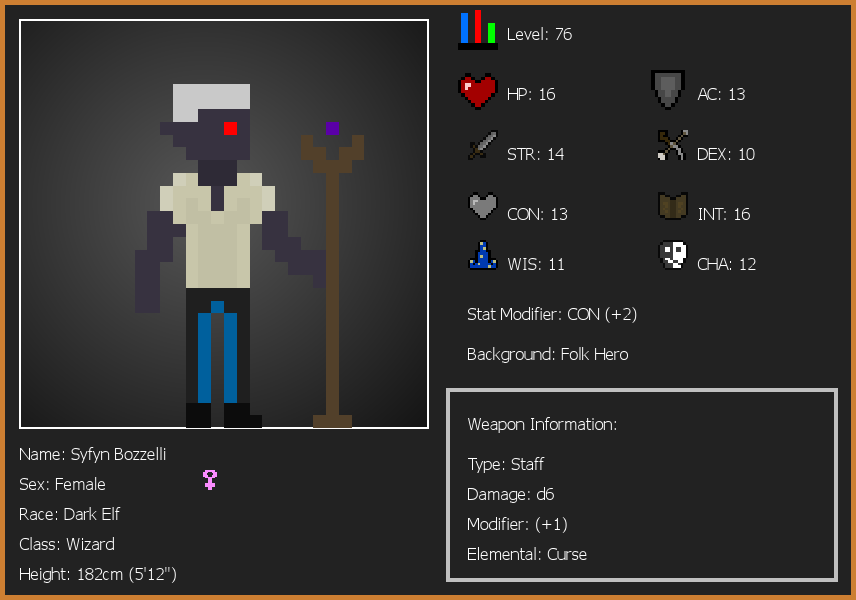 Level: 76
HP: 16
AC: 13
STR: 14
DEX: 10
CON: 13
INT: 16
WIS: 11
CHA: 12
Stat Modifier: CON (+2)
Background: Folk Hero
Weapon Information:
Type: Staff
Damage: d6
Modifier: (+1)
Elemental: Curse
Name: Syfyn Bozzelli
Sex: Female
Race: Dark Elf
Class: Wizard
Height: 182cm (5'12")